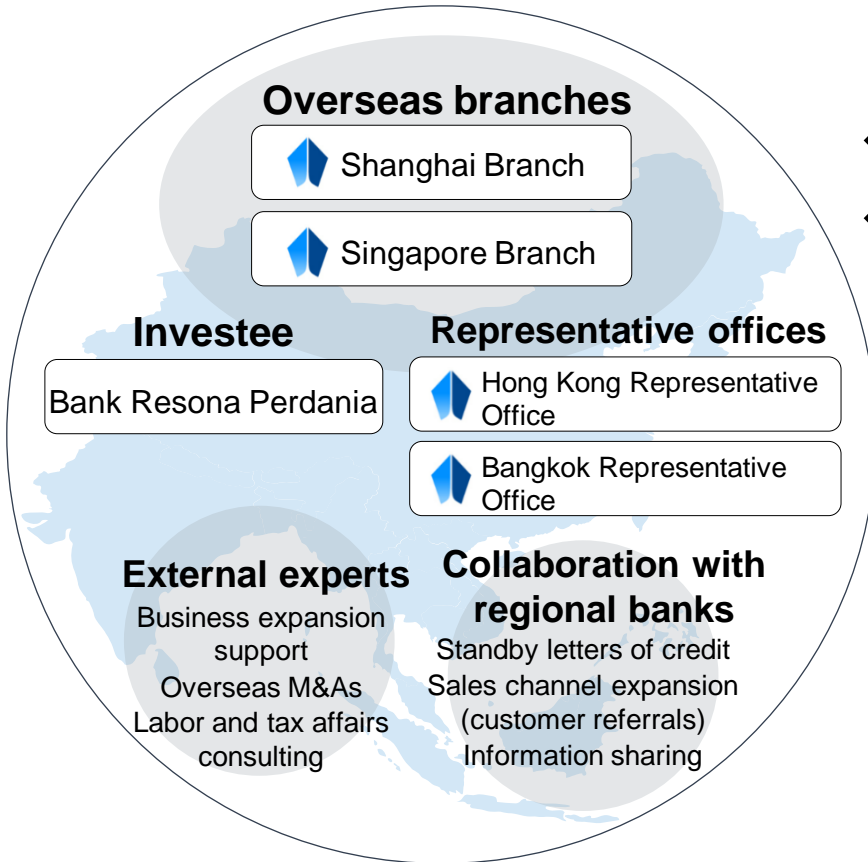 Overseas branches
Shanghai Branch
Singapore Branch
Investee
Bank Resona Perdania
Representative offices
Hong Kong Representative
Office
Bangkok Representative
Office
External experts
Business expansion
support
Overseas M&As
Labor and tax affairs
consulting
Collaboration with
regional banks
Standby letters of credit
Sales channel expansion
(customer referrals)
Information sharing